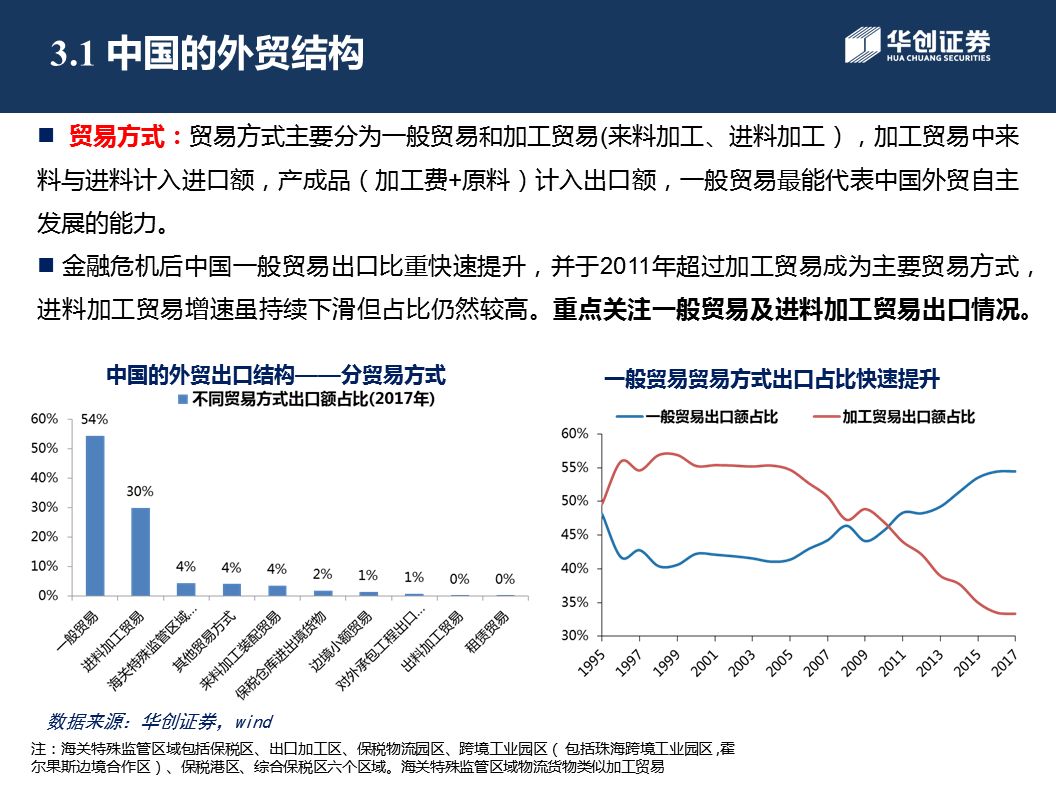 3.1 中国的外贸结构
华创证券
HUA CHUANG SECURITIES
■ 贸易方式：贸易方式主要分为一般贸易和加工贸易(来料加工、进料加工），加工贸易中来
料与进料计入进口额，产成品（加工费+原料）计入出口额，一般贸易最能代表中国外贸自主
发展的能力。
■ 金融危机后中国一般贸易出口比重快速提升，并于2011年超过加工贸易成为主要贸易方式，
进料加工贸易增速虽持续下滑但占比仍然较高。重点关注一般贸易及进料加工贸易出口情况。
中国的外贸出口结构——分贸易方式
不同贸易方式出口额占比(2017年)
60%
50%
40%
30%
20%
10%
0%
54%
30%
4%
4%
4%
2%
1%
1%
0%
0%
一般贸易
进料加工贸易
海关特殊监管区域…
其他贸易方式
来料加工装配贸易
保税仓库进出境货物
边境小额贸易
对外承包工程出口…
出料加工贸易
租赁贸易
一般贸易贸易方式出口占比快速提升
一般贸易出口额占比
加工贸易出口额占比
60%
55%
50%
45%
40%
35%
30%
1995
1997
1999
2001
2003
2005
2007
2009
2011
2013
2015
2017
数据来源：华创证券，wind
注：海关特殊监管区域包括保税区、出口加工区、保税物流园区、跨境工业园区（ 包括珠海跨境工业园区 ,霍
尔果斯边境合作区）、保税港区、综合保税区六个区域。海关特殊监管区域物流货物类似加工贸易